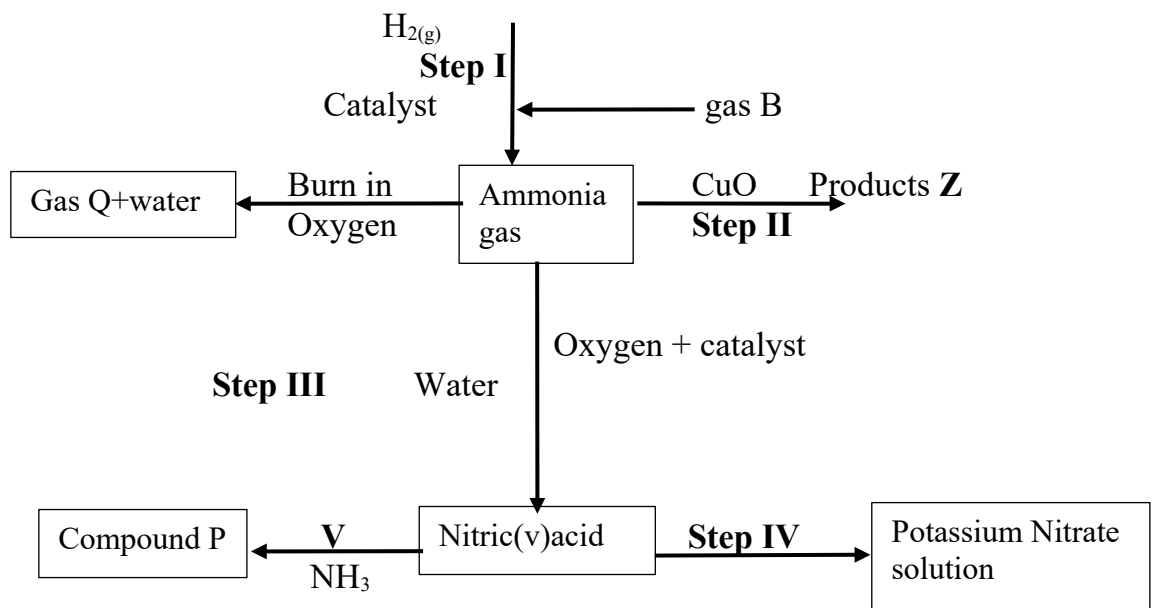 H₂(g)
Step I
Catalyst
gas B
Gas Q+water
Burn in
Oxygen
Ammonia
gas
CuO
Step II
Products Z
Oxygen + catalyst
Step III
Water
Compound P
V
NH₃
Nitric(v)acid
Step IV
Potassium Nitrate
solution